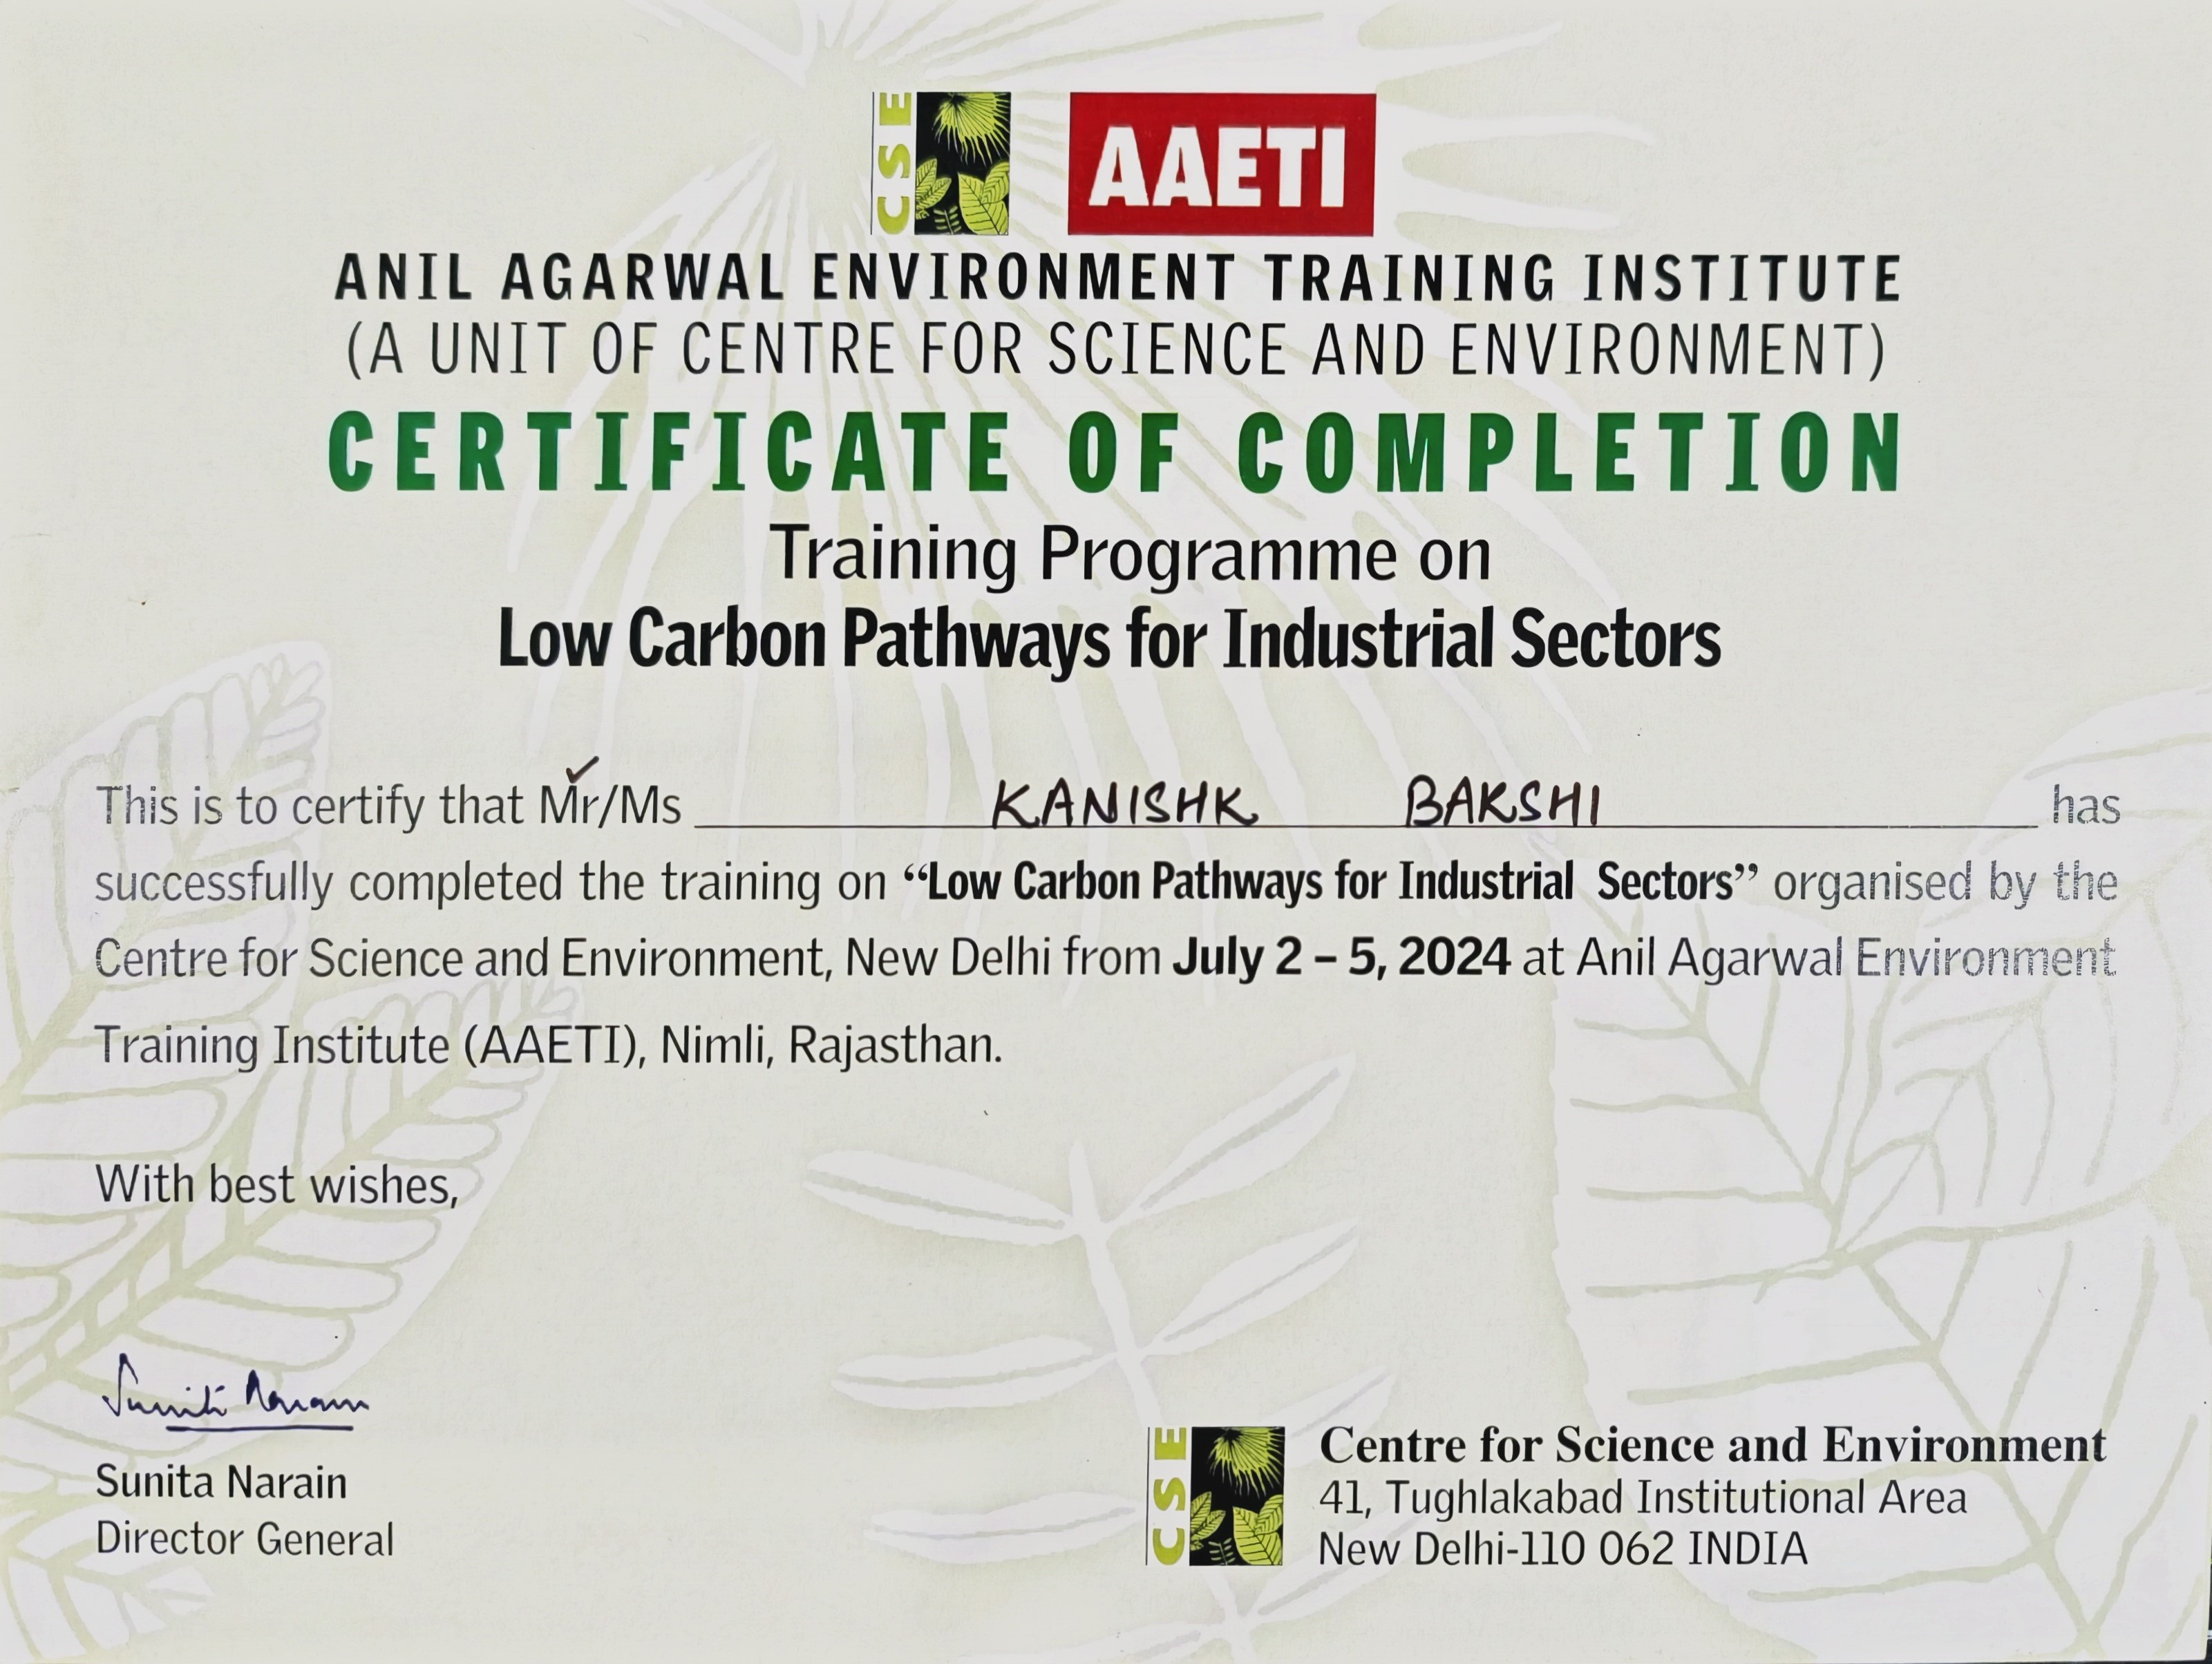 CSE AAETI
ANIL AGARWAL ENVIRONMENT TRAINING INSTITUTE
(A UNIT OF CENTRE FOR SCIENCE AND ENVIRONMENT)
CERTIFICATE OF COMPLETION
Training Programme on
Low Carbon Pathways for Industrial Sectors
This is to certify that Mr/Ms KANISHK BAKSHI has
successfully completed the training on “Low Carbon Pathways for Industrial Sectors” organised by the
Centre for Science and Environment, New Delhi from July 2 – 5, 2024 at Anil Agarwal Environment
Training Institute (AAETI), Nimli, Rajasthan.
With best wishes,
Sunita Narain
Sunita Narain
Director General
CSE
Centre for Science and Environment
41, Tughlakabad Institutional Area
New Delhi-110 062 INDIA